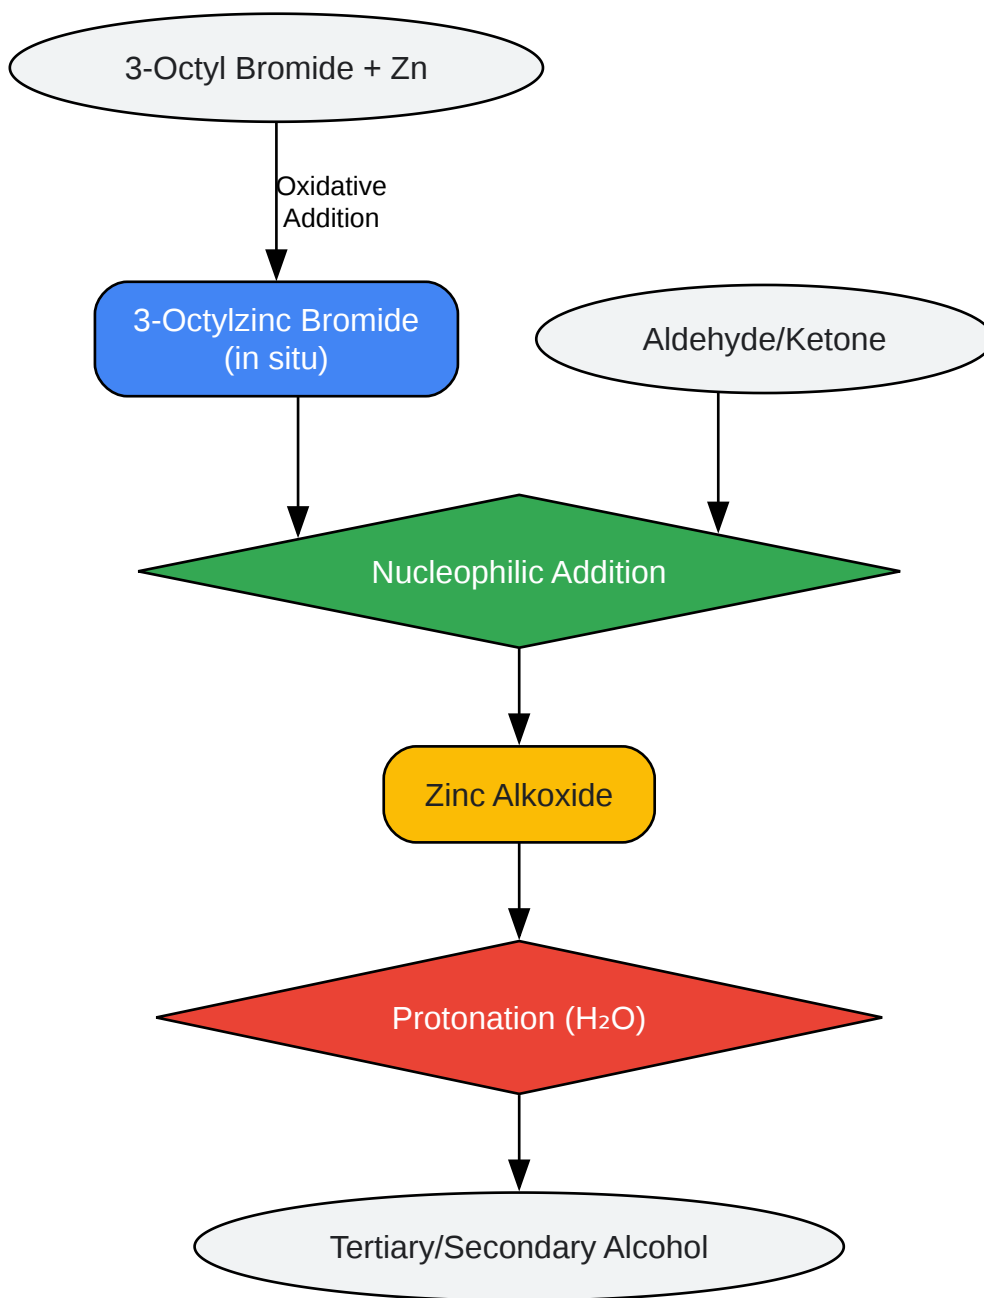 3-Octyl Bromide + Zn
Oxidative
Addition
3-Octylzinc Bromide
(in situ)
Aldehyde/Ketone
Nucleophilic Addition
Zinc Alkoxide
Protonation (H₂O)
Tertiary/Secondary Alcohol